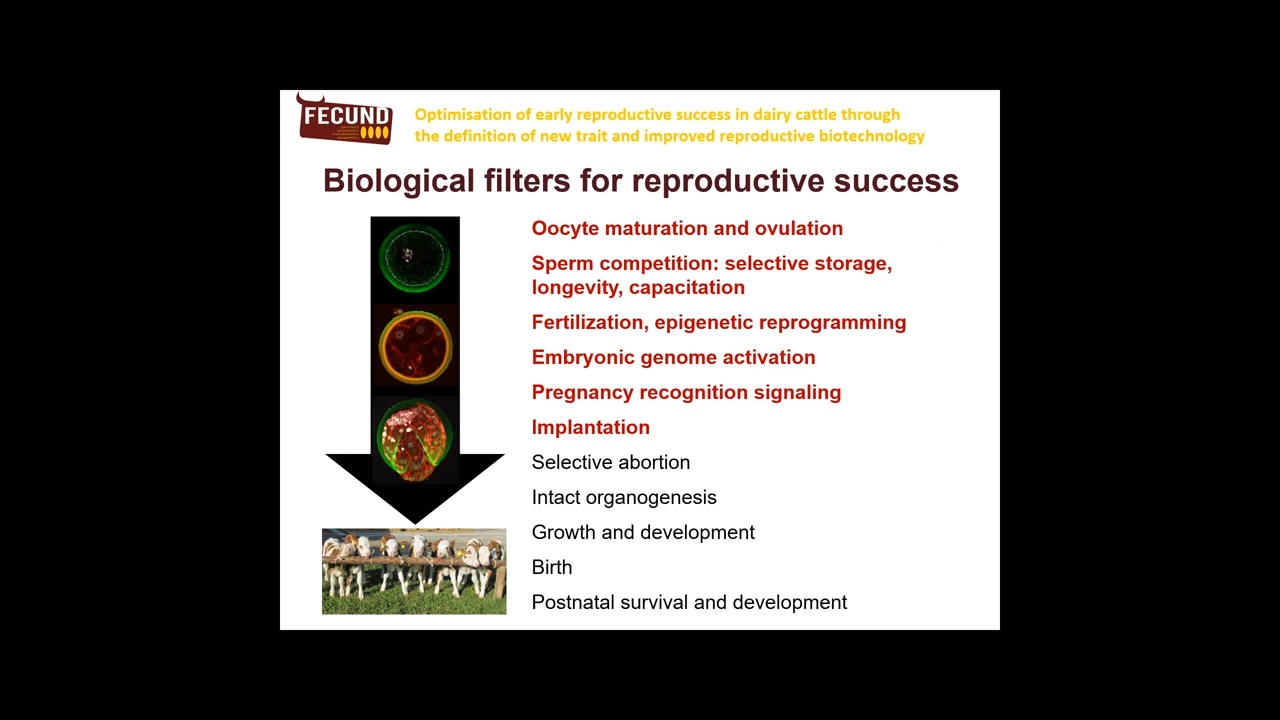 FECUND
Optimisation of early reproductive success in dairy cattle through
the definition of new trait and improved reproductive biotechnology
Biological filters for reproductive success
Oocyte maturation and ovulation
Sperm competition: selective storage,
longevity, capacitation
Fertilization, epigenetic reprogramming
Embryonic genome activation
Pregnancy recognition signaling
Implantation
Selective abortion
Intact organogenesis
Growth and development
Birth
Postnatal survival and development